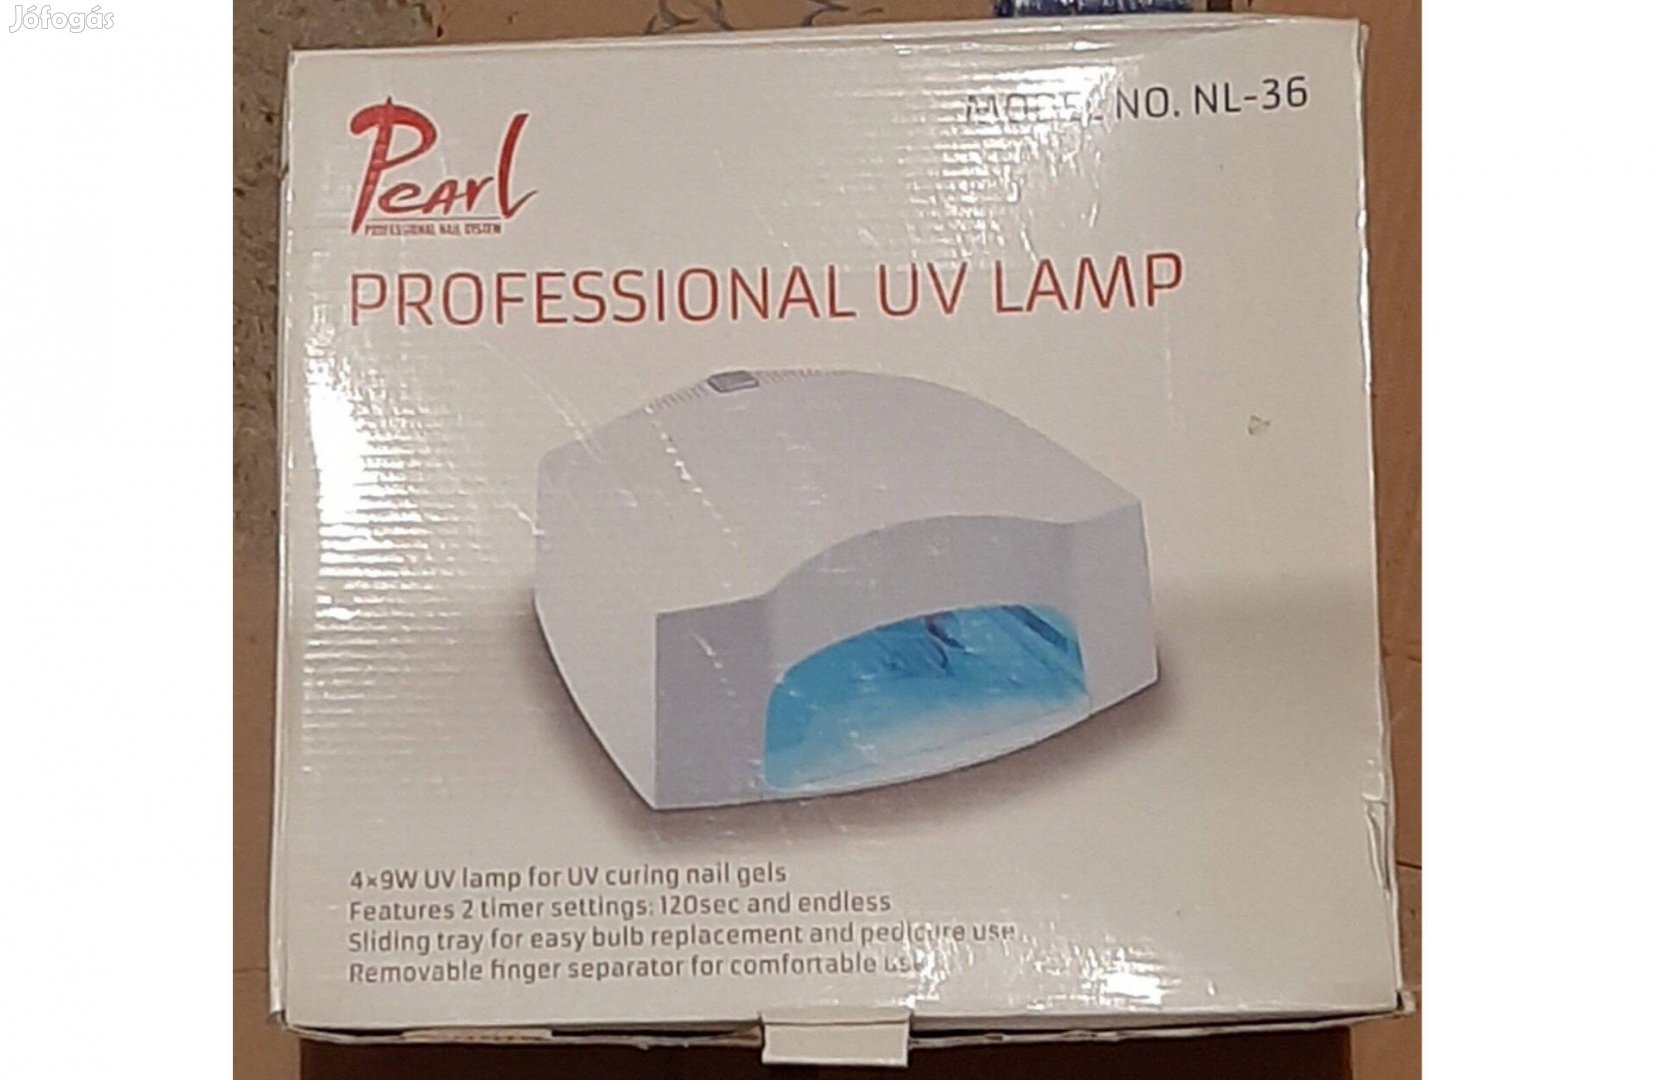 Jófogás
MODEL NO. NL-36
Pearl
PROFESSIONAL NAIL SYSTEM
PROFESSIONAL UV LAMP
4×9W UV lamp for UV curing nail gels
Features 2 timer settings: 120sec and endless
Sliding tray for easy bulb replacement and pedicure use
Removable finger separator for comfortable use